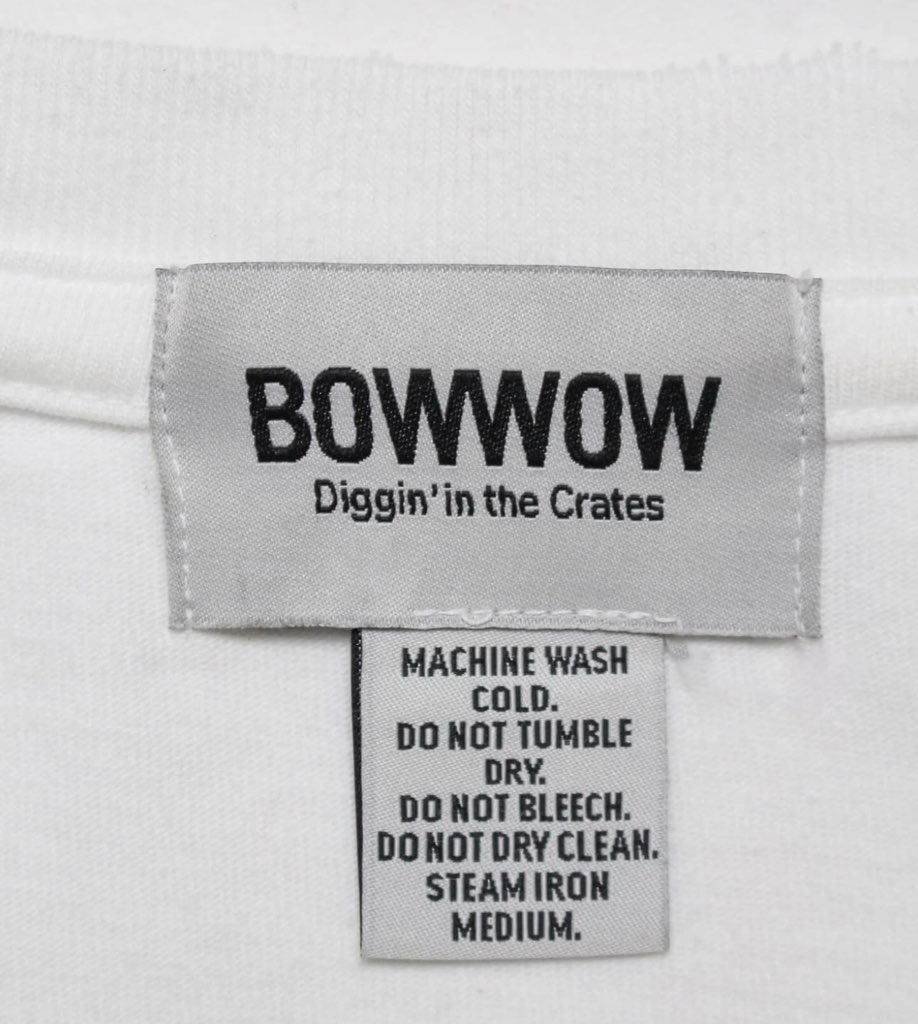 BOWWOW
Diggin' in the Crates
MACHINE WASH
COLD.
DO NOT TUMBLE
DRY.
DO NOT BLEECH.
DO NOT DRY CLEAN.
STEAM IRON
MEDIUM.